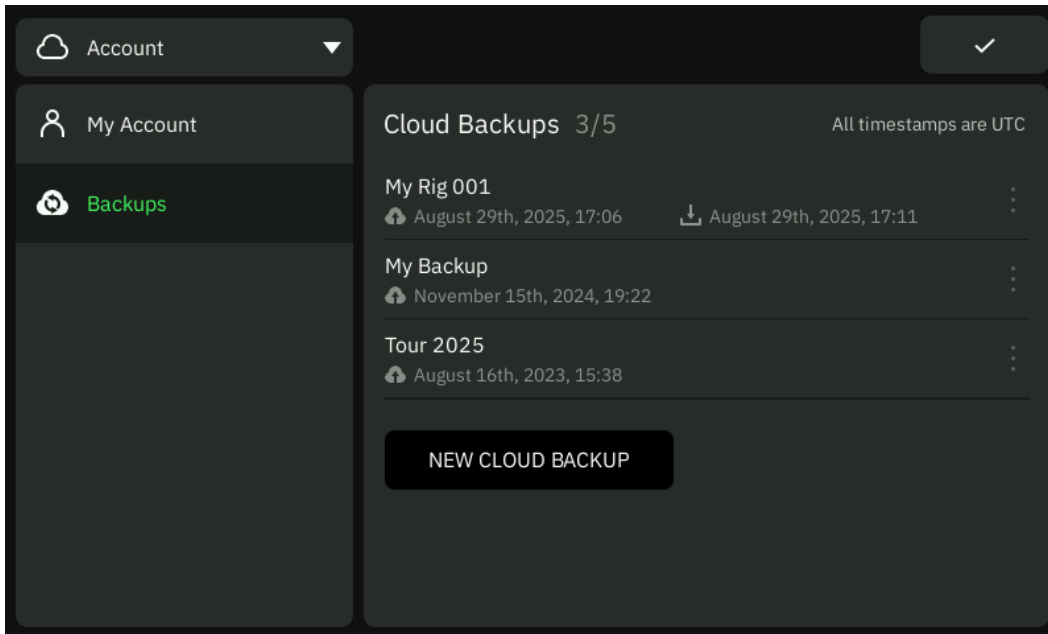 Account
My Account
Backups
Cloud Backups 3/5
All timestamps are UTC
My Rig 001
August 29th, 2025, 17:06
August 29th, 2025, 17:11
My Backup
November 15th, 2024, 19:22
Tour 2025
August 16th, 2023, 15:38
NEW CLOUD BACKUP